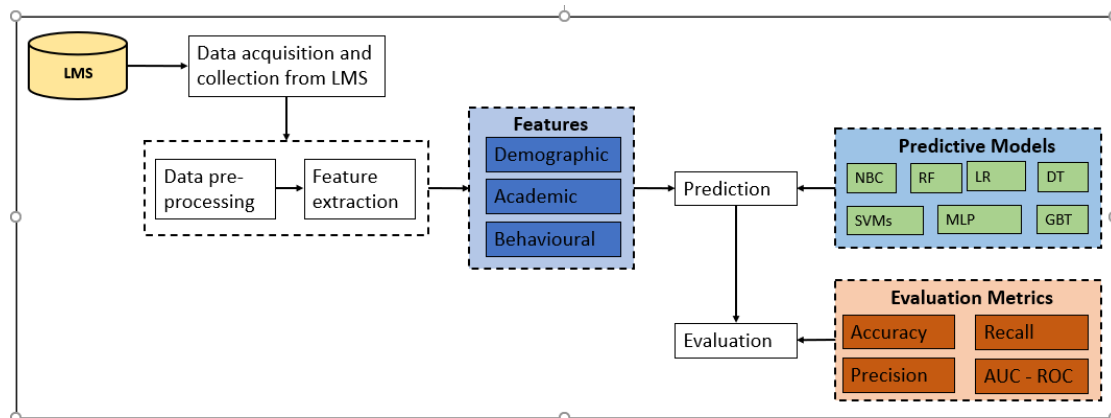 LMS
Data acquisition and
collection from LMS
Data pre-
processing
Feature
extraction
Features
Demographic
Academic
Behavioural
Prediction
Predictive Models
NBC
RF
LR
DT
SVMs
MLP
GBT
Evaluation
Evaluation Metrics
Accuracy
Recall
Precision
AUC - ROC